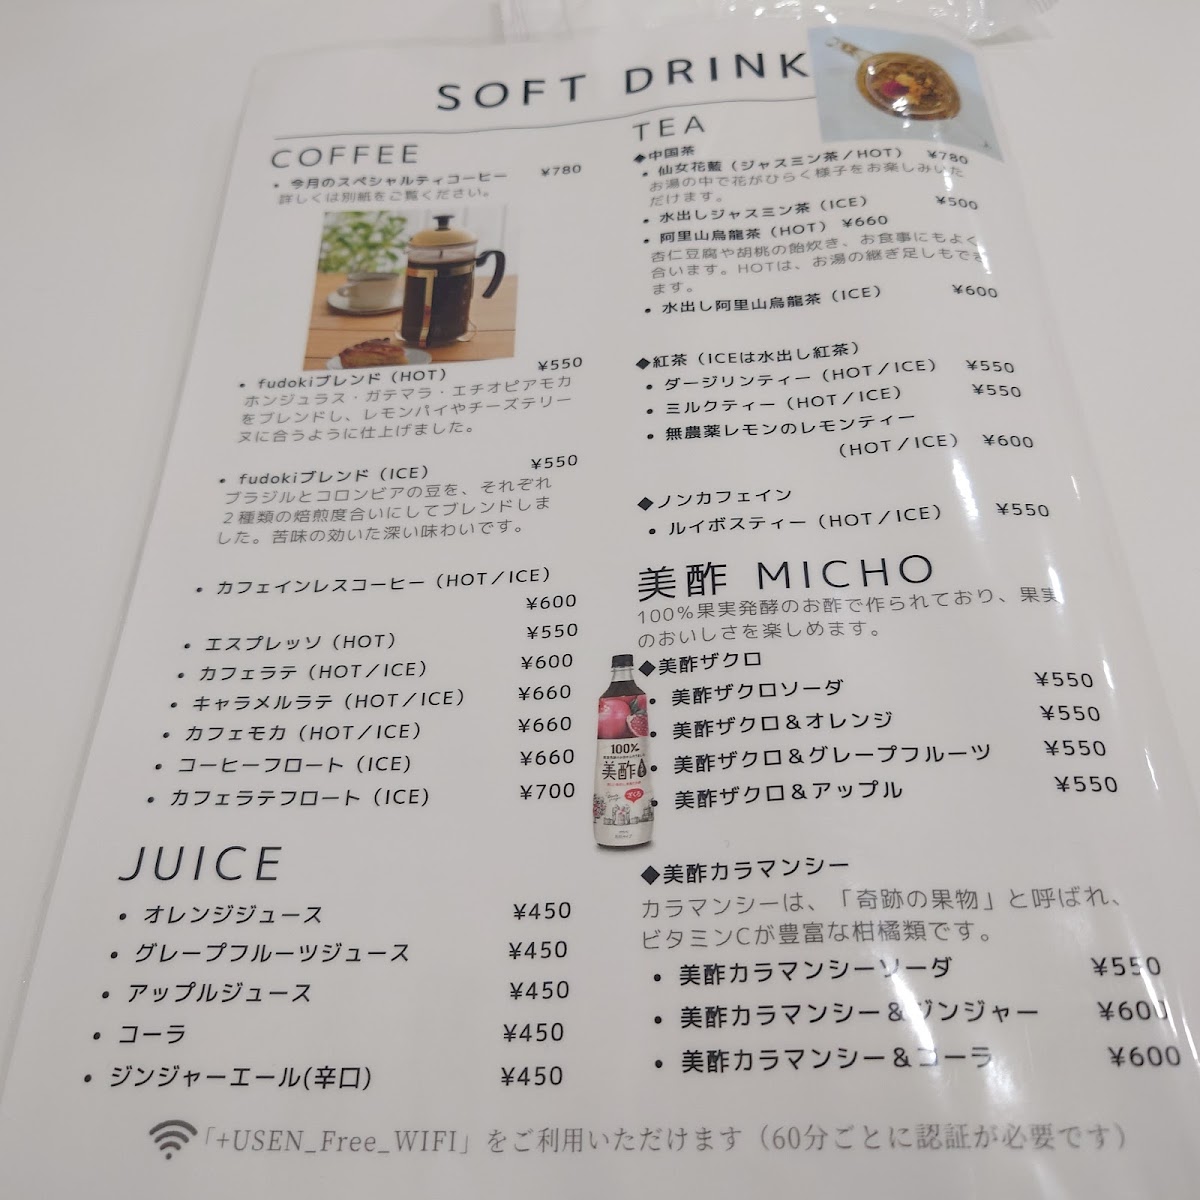 SOFT DRINK
COFFEE
• 今月のスペシャルティコーヒー ¥780
詳しくは別紙をご覧ください。
• fudokiブレンド（HOT） ¥550
ホンジュラス・ガテマラ・エチオピアモカ
をブレンドし、レモンパイやチーズテリー
ヌに合うように仕上げました。
• fudokiブレンド（ICE） ¥550
ブラジルとコロンビアの豆を、それぞれ
２種類の焙煎度合いにしてブレンドしま
した。苦味の効いた深い味わいです。
• カフェインレスコーヒー（HOT／ICE）
¥600
• エスプレッソ（HOT） ¥550
• カフェラテ（HOT／ICE） ¥600
• キャラメルラテ（HOT／ICE） ¥660
• カフェモカ（HOT／ICE） ¥660
• コーヒーフロート（ICE） ¥660
• カフェラテフロート（ICE） ¥700
JUICE
• オレンジジュース ¥450
• グレープフルーツジュース ¥450
• アップルジュース ¥450
• コーラ ¥450
• ジンジャーエール(辛口) ¥450
TEA
◆中国茶
• 仙女花藍（ジャスミン茶／HOT） ¥780
お湯の中で花がひらく様子をお楽しみいた
だけます。
• 水出しジャスミン茶（ICE） ¥500
• 阿里山烏龍茶（HOT） ¥660
杏仁豆腐や胡桃の飴炊き、お食事にもよく
合います。HOTは、お湯の継ぎ足しもでき
ます。
• 水出し阿里山烏龍茶（ICE） ¥600
◆紅茶（ICEは水出し紅茶）
• ダージリンティー（HOT／ICE） ¥550
• ミルクティー（HOT／ICE） ¥550
• 無農薬レモンのレモンティー
（HOT／ICE） ¥600
◆ノンカフェイン
• ルイボスティー（HOT／ICE） ¥550
美酢 MICHO
100％果実発酵のお酢で作られており、果実
のおいしさを楽しめます。
◆美酢ザクロ
• 美酢ザクロソーダ ¥550
• 美酢ザクロ＆オレンジ ¥550
• 美酢ザクロ＆グレープフルーツ ¥550
• 美酢ザクロ＆アップル ¥550
100%
美酢
ざくろ
◆美酢カラマンシー
カラマンシーは、「奇跡の果物」と呼ばれ、
ビタミンCが豊富な柑橘類です。
• 美酢カラマンシーソーダ ¥550
• 美酢カラマンシー＆ジンジャー ¥600
• 美酢カラマンシー＆コーラ ¥600
「+USEN_Free_WIFI」をご利用いただけます（60分ごとに認証が必要です）